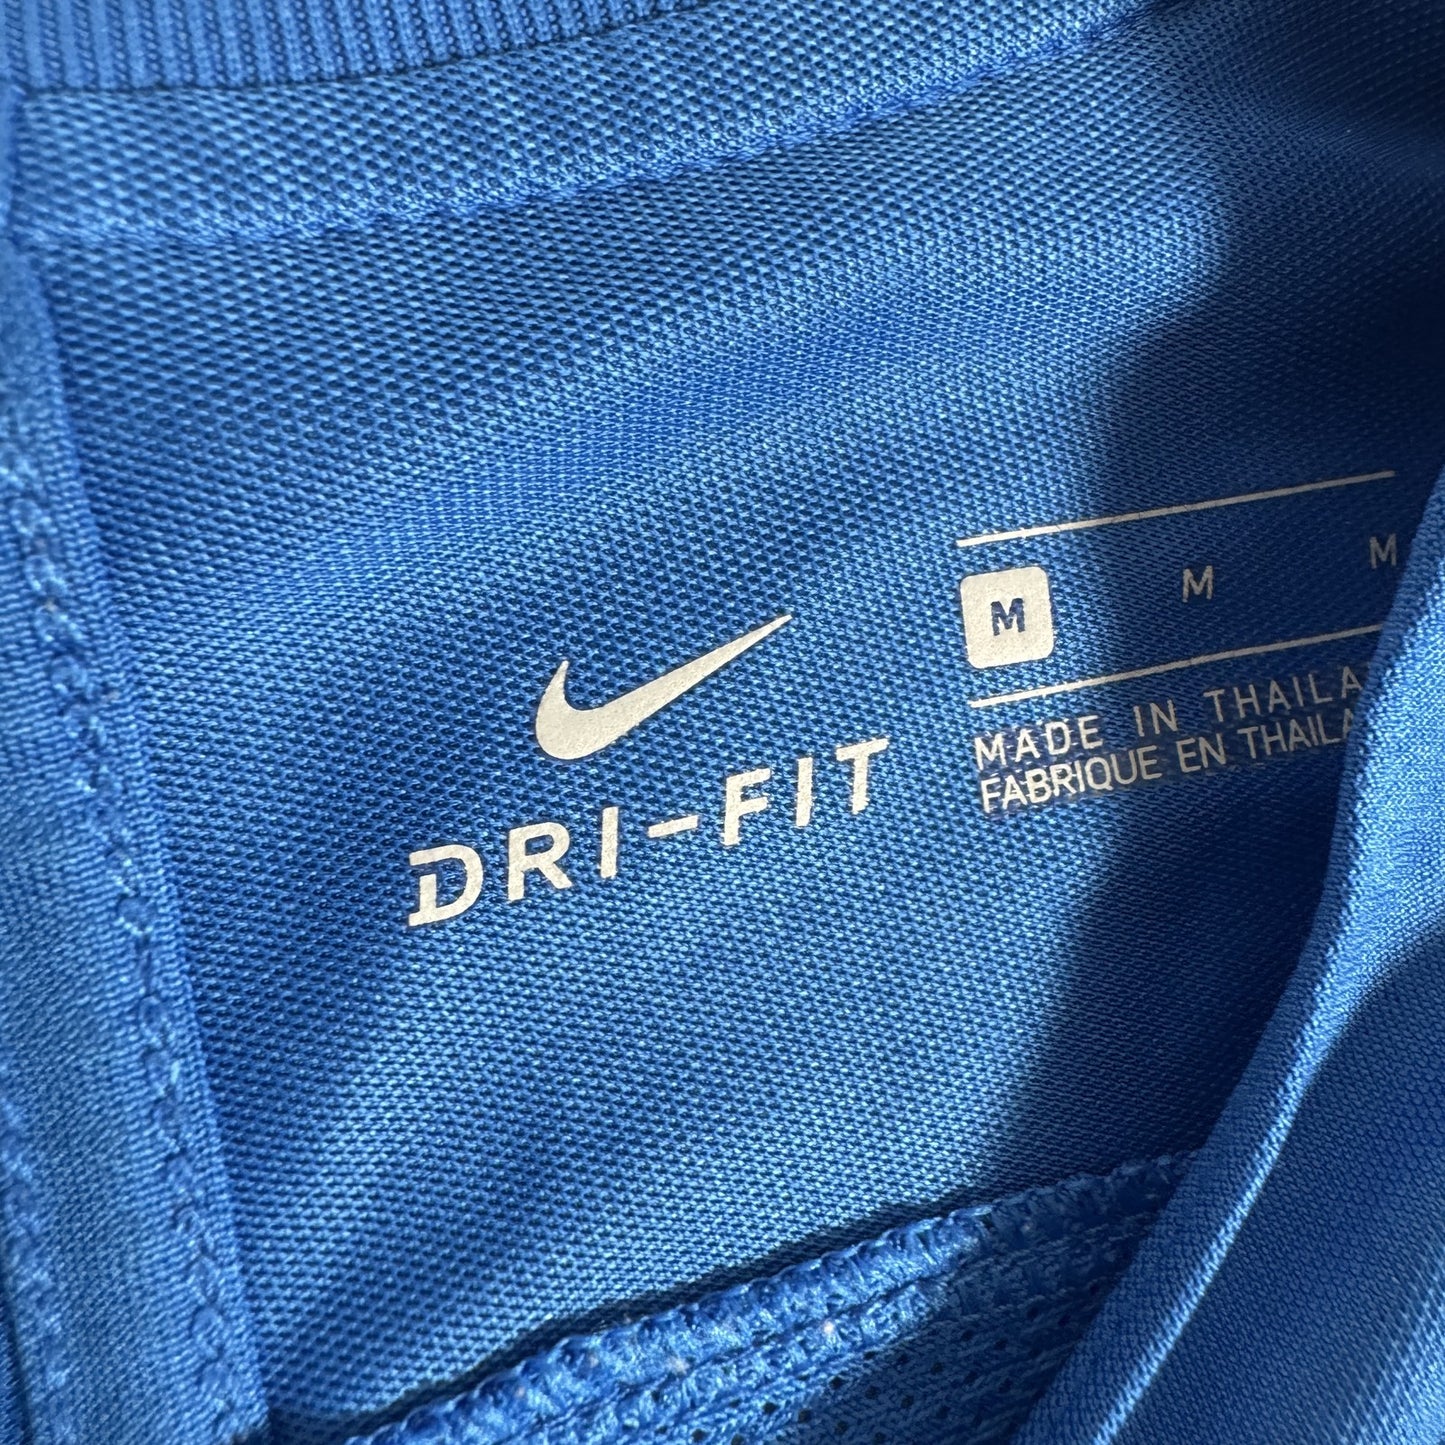 M M M
MADE IN THAILA
FABRIQUE EN THAILA
DRI-FIT